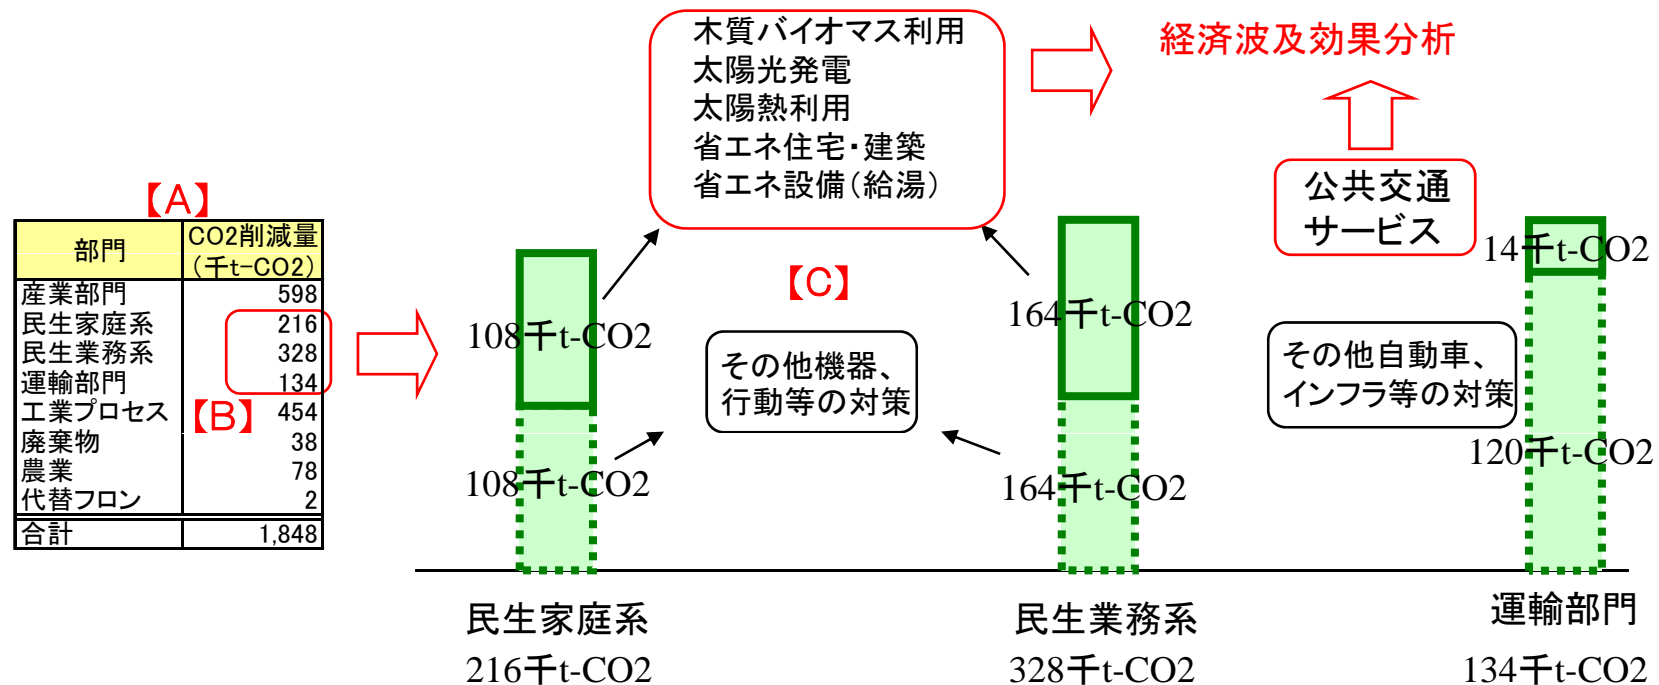 木質バイオマス利用
太陽光発電
太陽熱利用
省エネ住宅・建築
省エネ設備（給湯）
経済波及効果分析
公共交通
サービス
【A】
部門 CO2削減量
（千t-CO2）
産業部門 598
民生家庭系 216
民生業務系 328
運輸部門 134
工業プロセス 454
廃棄物 38
農業 78
代替フロン 2
合計 1,848
【B】
【C】
108千t-CO2
164千t-CO2
14千t-CO2
その他機器、
行動等の対策
その他自動車、
インフラ等の対策
108千t-CO2
164千t-CO2
120千t-CO2
民生家庭系
216千t-CO2
民生業務系
328千t-CO2
運輸部門
134千t-CO2